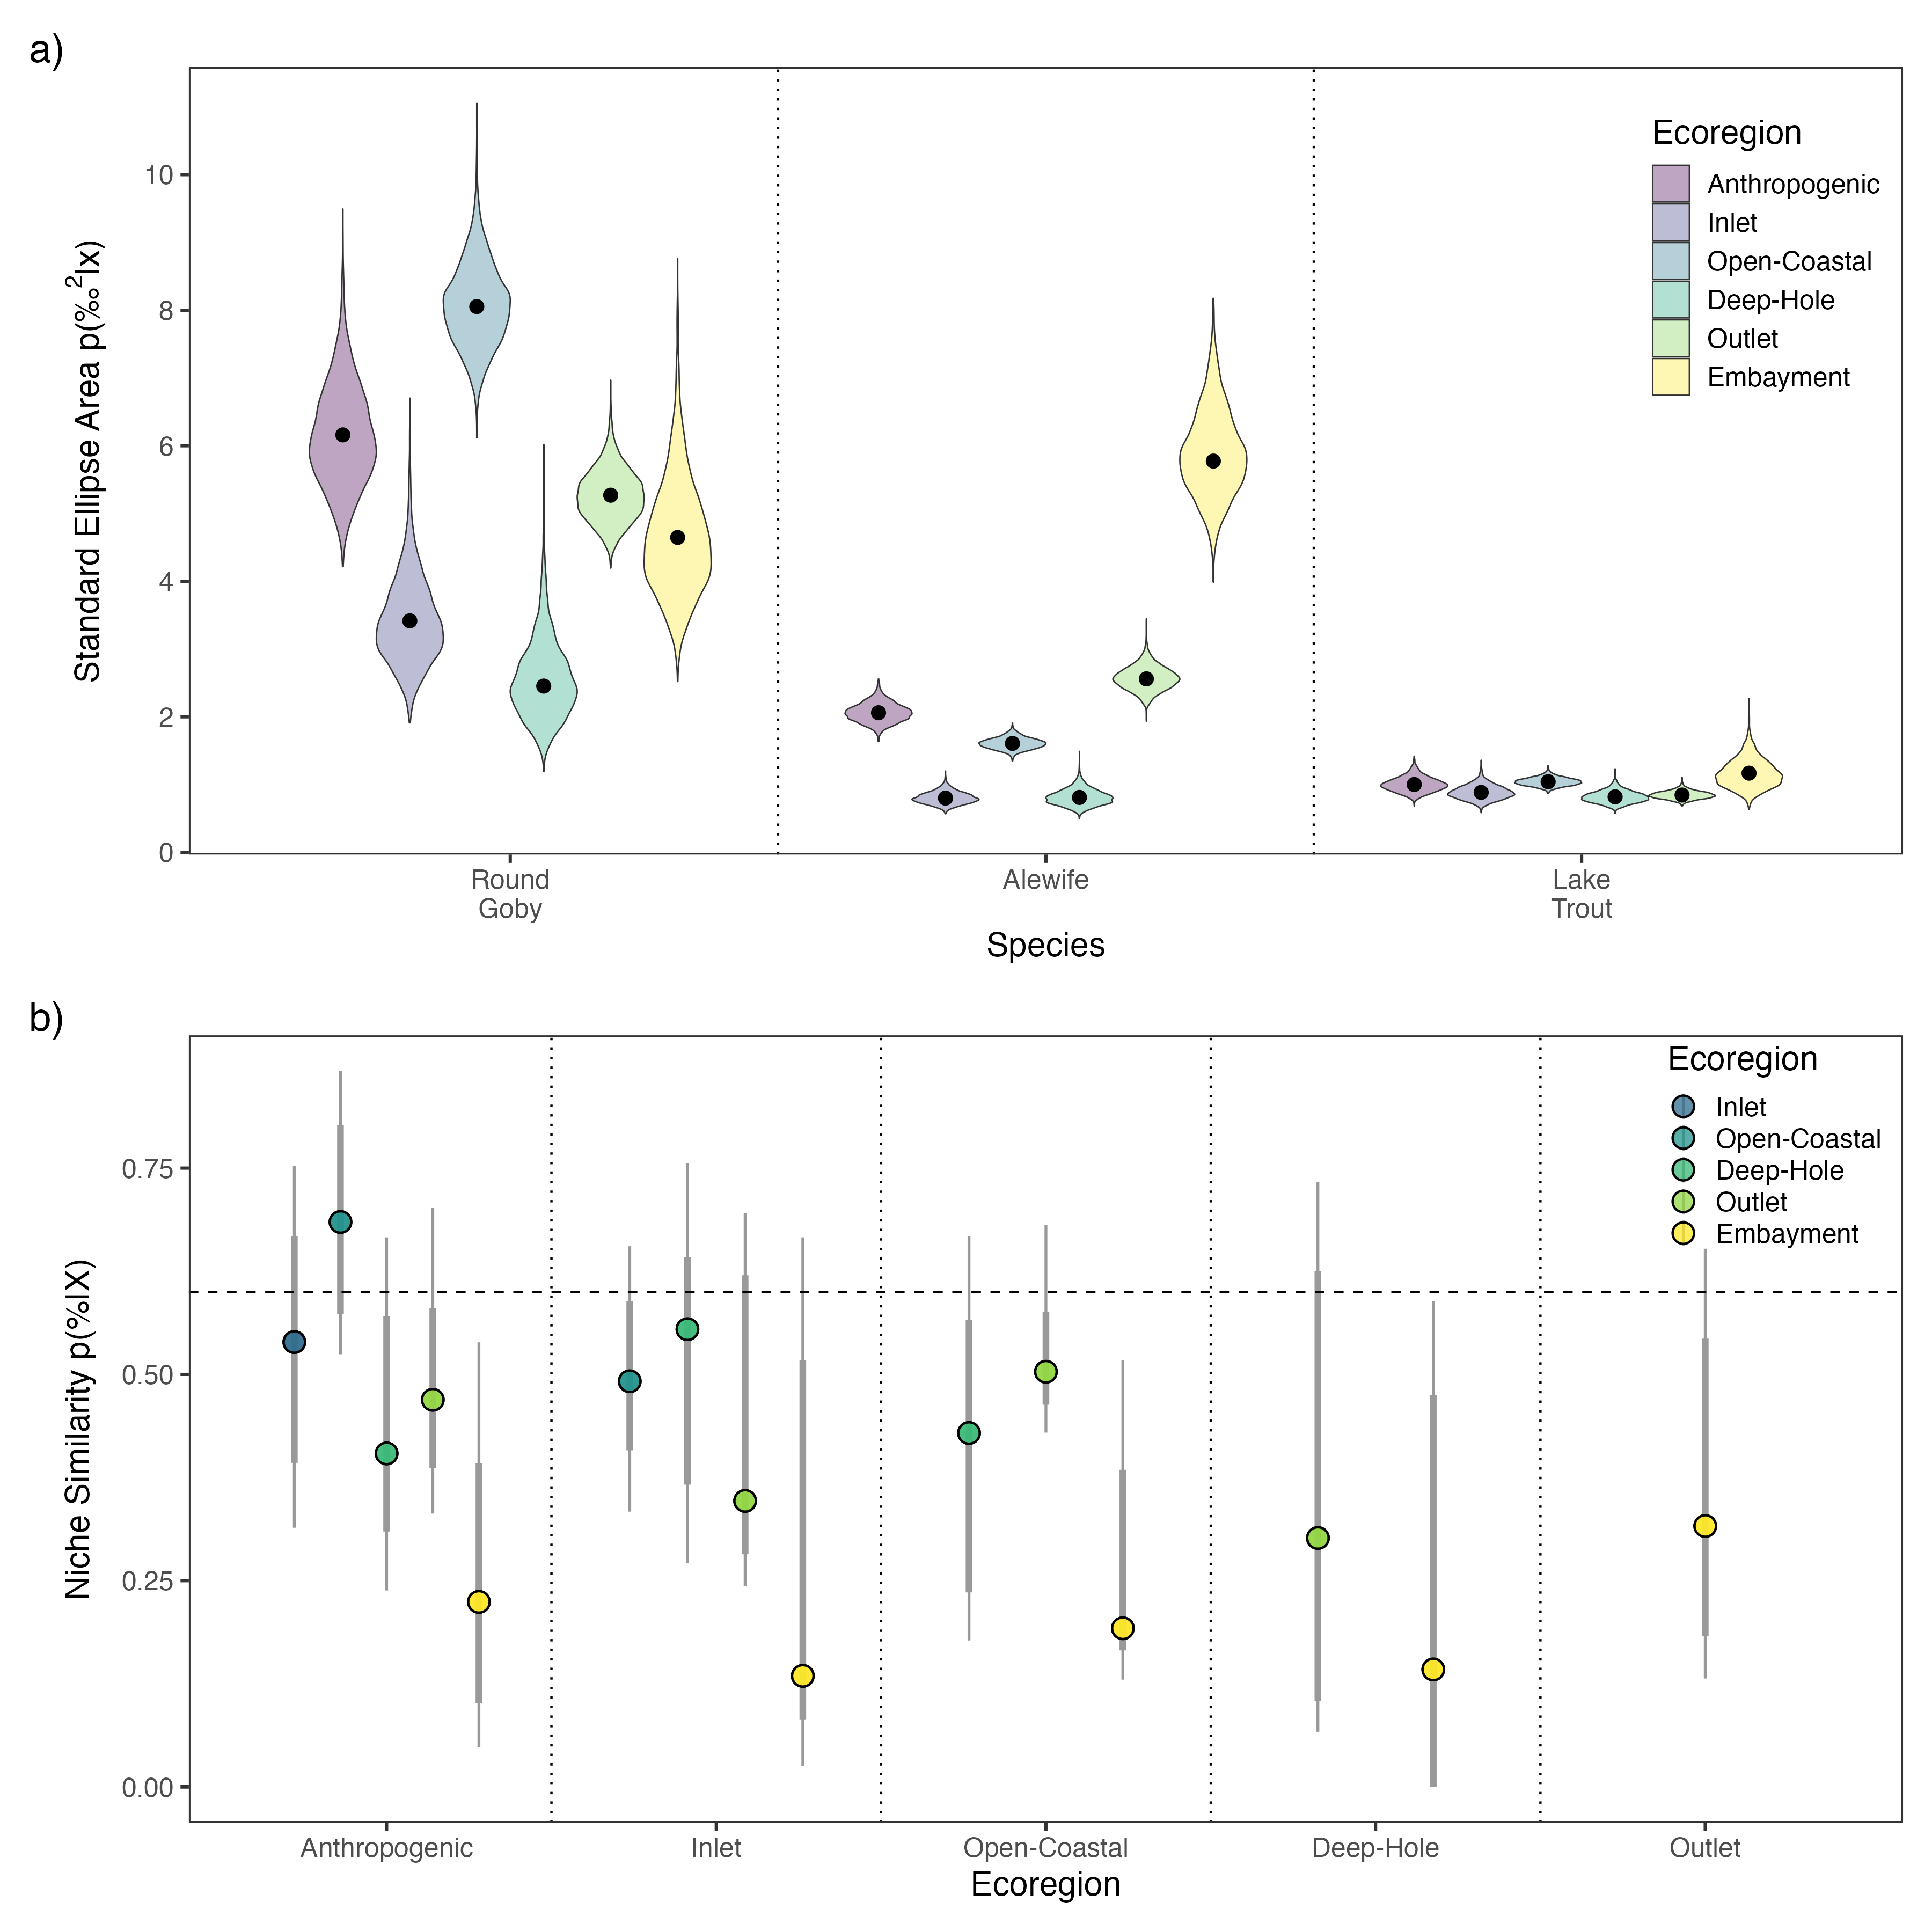 a)
Standard Ellipse Area p(‰²|x)
10
8
6
4
2
0
Ecoregion
Anthropogenic
Inlet
Open-Coastal
Deep-Hole
Outlet
Embayment
Round
Goby
Alewife
Lake
Trout
Species
b)
Niche Similarity p(%|X)
0.75
0.50
0.25
0.00
Ecoregion
Inlet
Open-Coastal
Deep-Hole
Outlet
Embayment
Anthropogenic
Inlet
Open-Coastal
Deep-Hole
Outlet
Ecoregion